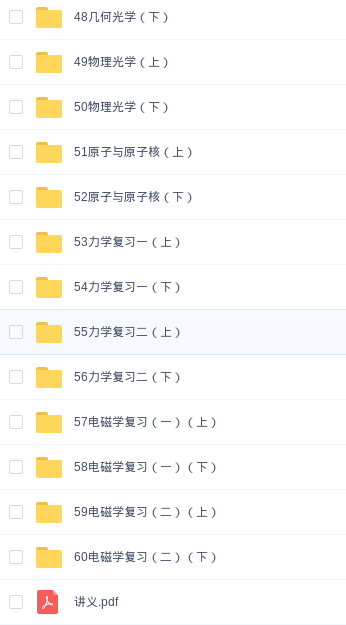 48几何光学（下）
49物理光学（上）
50物理光学（下）
51原子与原子核（上）
52原子与原子核（下）
53力学复习一（上）
54力学复习一（下）
55力学复习二（上）
56力学复习二（下）
57电磁学复习（一）（上）
58电磁学复习（一）（下）
59电磁学复习（二）（上）
60电磁学复习（二）（下）
讲义.pdf